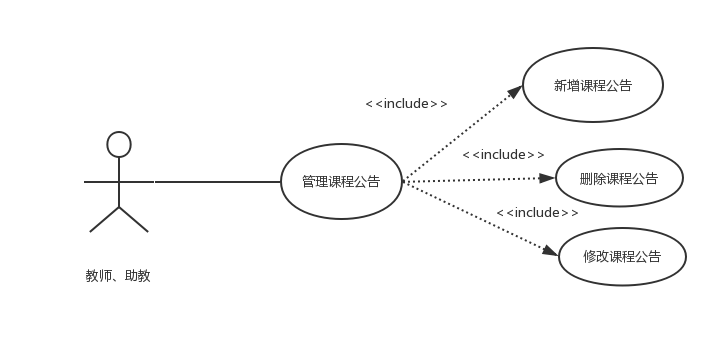 新增课程公告
<<include>>
<<include>>
管理课程公告
删除课程公告
<<include>>
修改课程公告
教师、助教